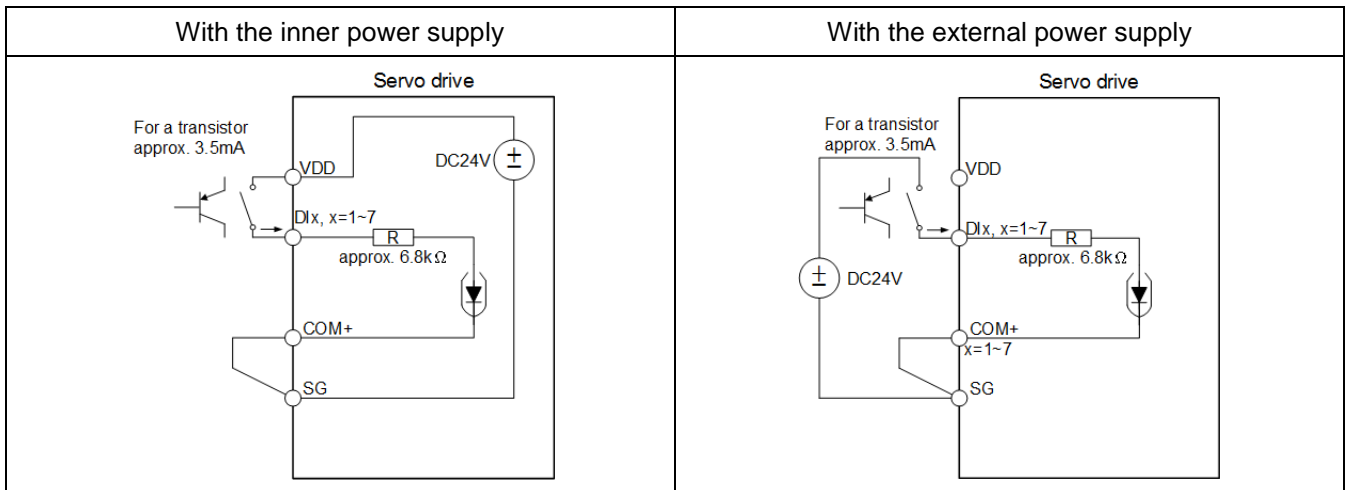 With the inner power supply
With the external power supply
Servo drive
For a transistor
approx. 3.5mA
VDD
DC24V
±
DIx, x=1~7
R
approx. 6.8kΩ
COM+
SG
Servo drive
For a transistor
approx. 3.5mA
VDD
DIx, x=1~7
R
approx. 6.8kΩ
±
DC24V
COM+
x=1~7
SG